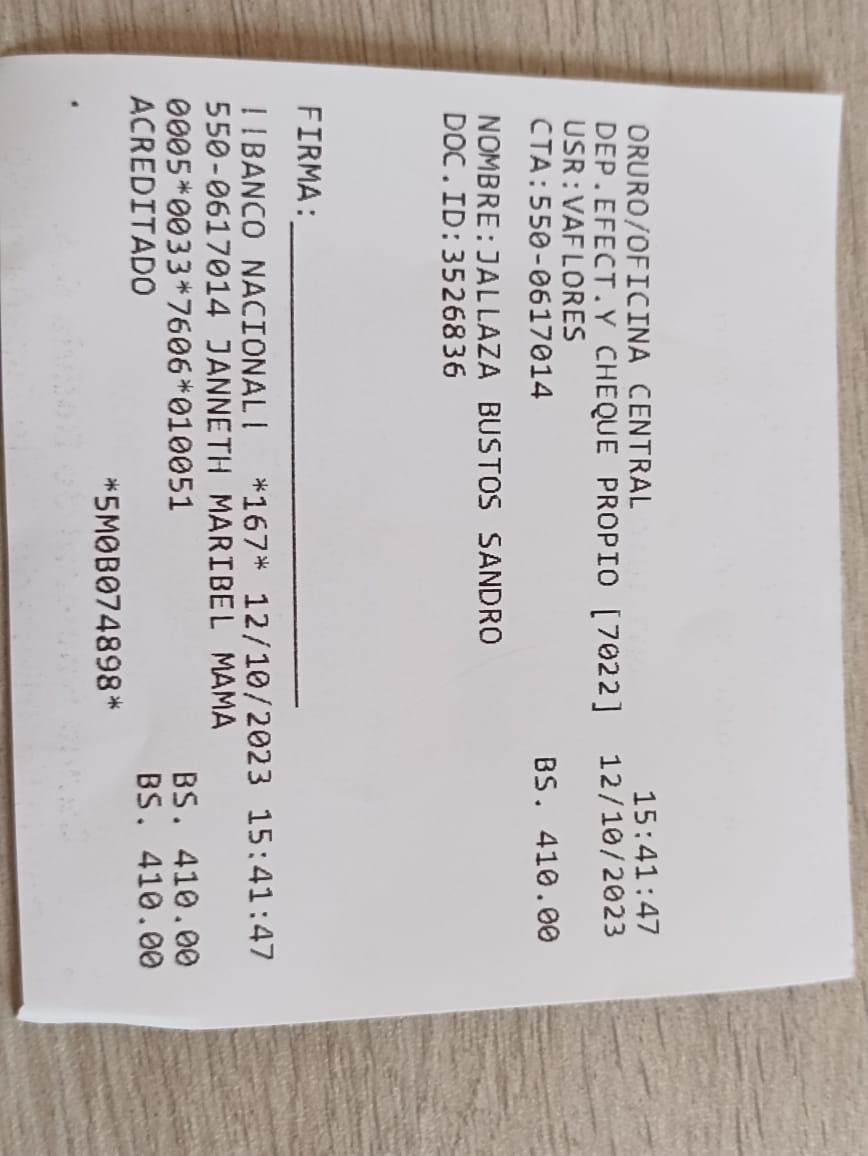 ORURO/OFICINA CENTRAL 15:41:47
DEP.EFECT.Y CHEQUE PROPIO [7022] 12/10/2023
USR:VAFLORES
CTA:550-0617014 BS. 410.00
NOMBRE:JALLAZA BUSTOS SANDRO
DOC.ID:3526836
FIRMA:
||BANCO NACIONAL| *167* 12/10/2023 15:41:47
550-0617014 JANNETH MARIBEL MAMA
0005*0033*7606*010051 BS. 410.00
ACREDITADO BS. 410.00
*5M0B074898*